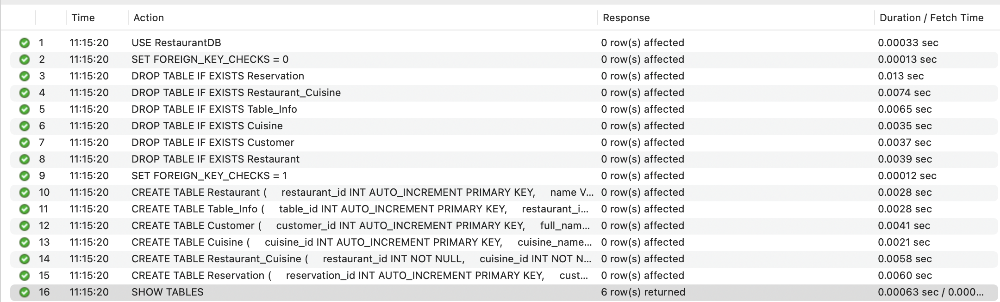 Time Action Response Duration / Fetch Time
1 11:15:20 USE RestaurantDB 0 row(s) affected 0.00033 sec
2 11:15:20 SET FOREIGN_KEY_CHECKS = 0 0 row(s) affected 0.00013 sec
3 11:15:20 DROP TABLE IF EXISTS Reservation 0 row(s) affected 0.013 sec
4 11:15:20 DROP TABLE IF EXISTS Restaurant_Cuisine 0 row(s) affected 0.0074 sec
5 11:15:20 DROP TABLE IF EXISTS Table_Info 0 row(s) affected 0.0065 sec
6 11:15:20 DROP TABLE IF EXISTS Cuisine 0 row(s) affected 0.0035 sec
7 11:15:20 DROP TABLE IF EXISTS Customer 0 row(s) affected 0.0037 sec
8 11:15:20 DROP TABLE IF EXISTS Restaurant 0 row(s) affected 0.0039 sec
9 11:15:20 SET FOREIGN_KEY_CHECKS = 1 0 row(s) affected 0.00012 sec
10 11:15:20 CREATE TABLE Restaurant ( restaurant_id INT AUTO_INCREMENT PRIMARY KEY, name V... 0 row(s) affected 0.0028 sec
11 11:15:20 CREATE TABLE Table_Info ( table_id INT AUTO_INCREMENT PRIMARY KEY, restaurant_i... 0 row(s) affected 0.0028 sec
12 11:15:20 CREATE TABLE Customer ( customer_id INT AUTO_INCREMENT PRIMARY KEY, full_nam... 0 row(s) affected 0.0041 sec
13 11:15:20 CREATE TABLE Cuisine ( cuisine_id INT AUTO_INCREMENT PRIMARY KEY, cuisine_name... 0 row(s) affected 0.0021 sec
14 11:15:20 CREATE TABLE Restaurant_Cuisine ( restaurant_id INT NOT NULL, cuisine_id INT NOT N... 0 row(s) affected 0.0058 sec
15 11:15:20 CREATE TABLE Reservation ( reservation_id INT AUTO_INCREMENT PRIMARY KEY, cust... 0 row(s) affected 0.0060 sec
16 11:15:20 SHOW TABLES 6 row(s) returned 0.00063 sec / 0.000...